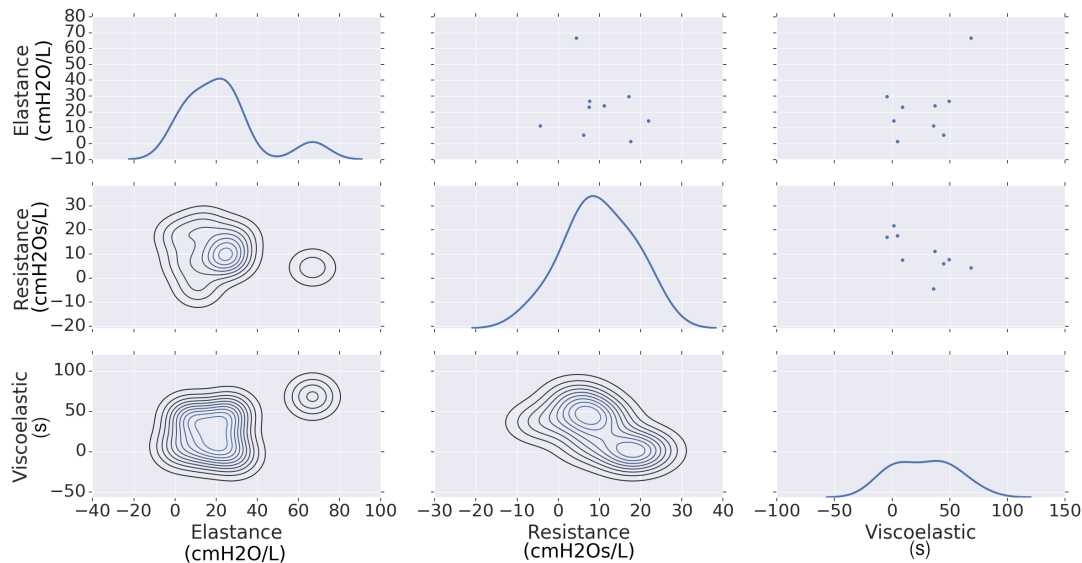 80
70
60
50
40
30
20
10
0
−10
Elastance
(cmH2O/L)
30
20
10
0
−10
−20
Resistance
(cmH2Os/L)
100
50
0
−50
Viscoelastic
(s)
−40 −20 0 20 40 60 80 100
−30 −20 −10 0 10 20 30 40
−100 −50 0 50 100 150
Elastance
(cmH2O/L)
Resistance
(cmH2Os/L)
Viscoelastic
(s)